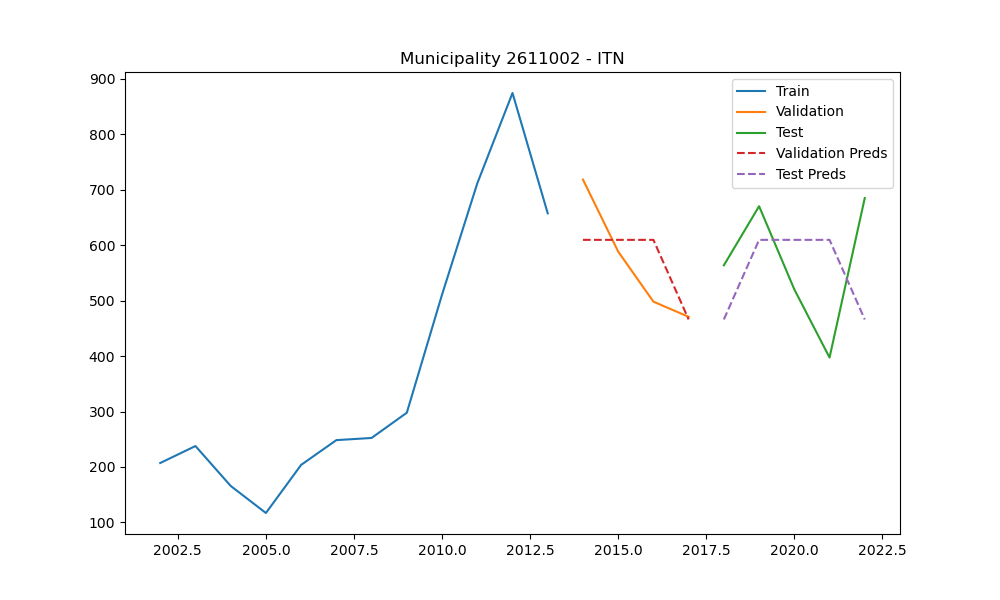 Municipality 2611002 - ITN
900
800
700
600
500
400
300
200
100
2002.5 2005.0 2007.5 2010.0 2012.5 2015.0 2017.5 2020.0 2022.5
Train
Validation
Test
Validation Preds
Test Preds